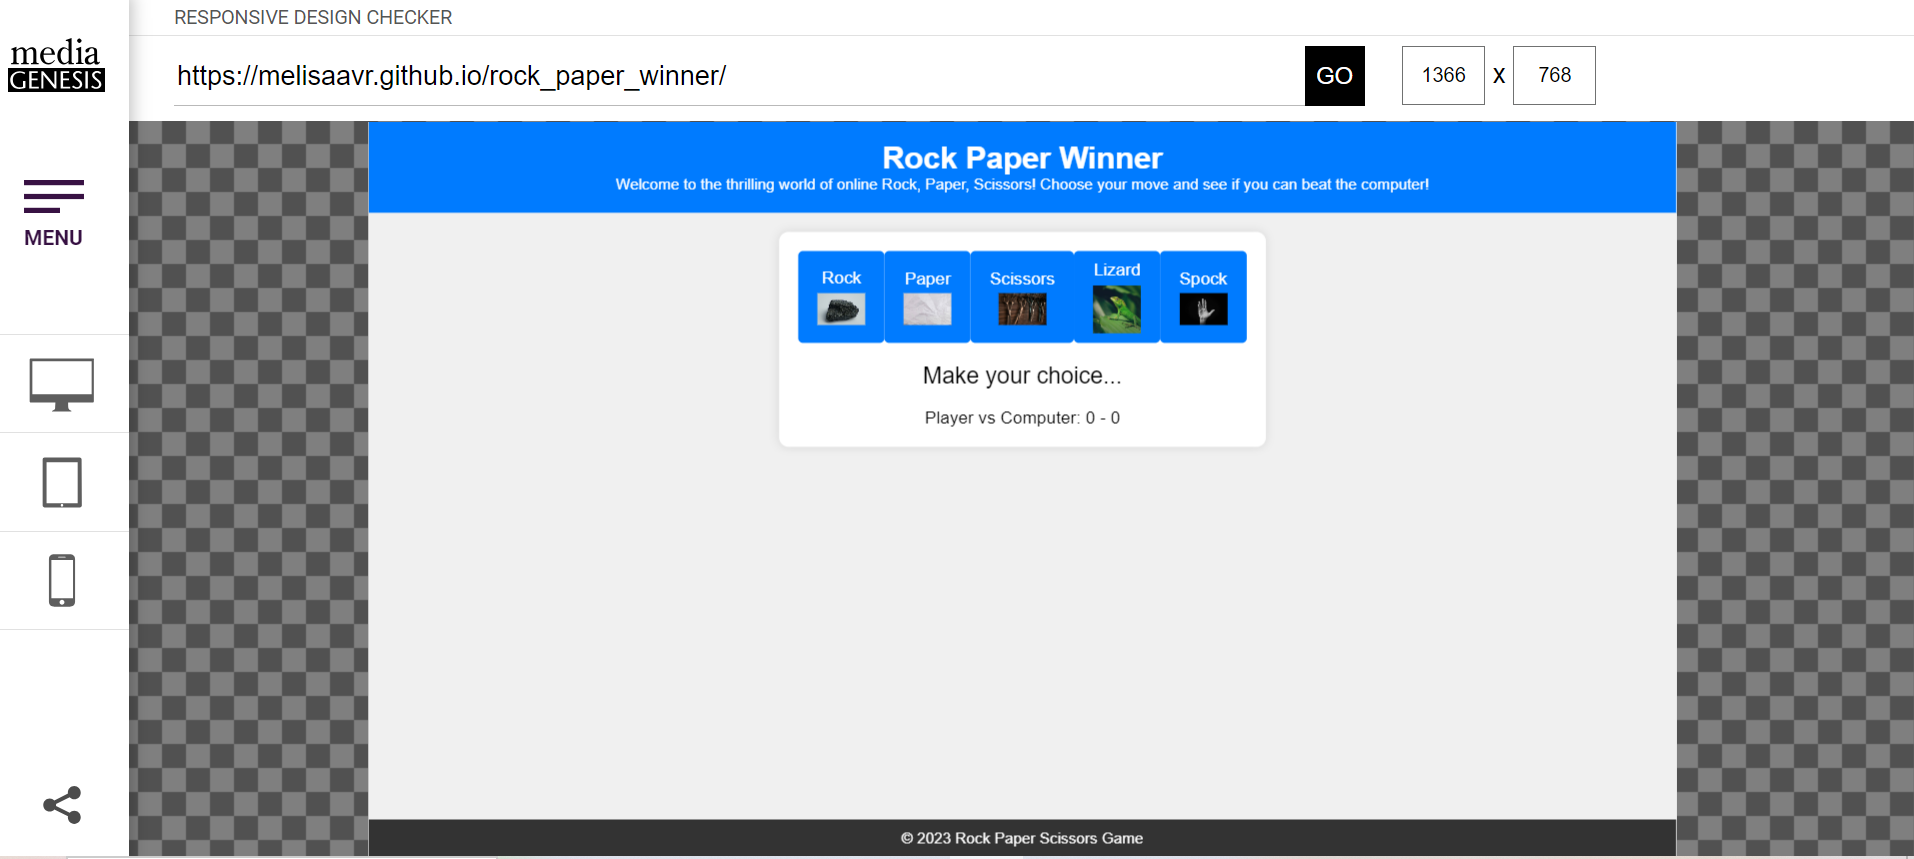 RESPONSIVE DESIGN CHECKER
media
GENESIS
https://melisaavr.github.io/rock_paper_winner/
GO
1366 X 768
MENU
Rock Paper Winner
Welcome to the thrilling world of online Rock, Paper, Scissors! Choose your move and see if you can beat the computer!
Rock Paper Scissors Lizard Spock
Make your choice...
Player vs Computer: 0 - 0
© 2023 Rock Paper Scissors Game